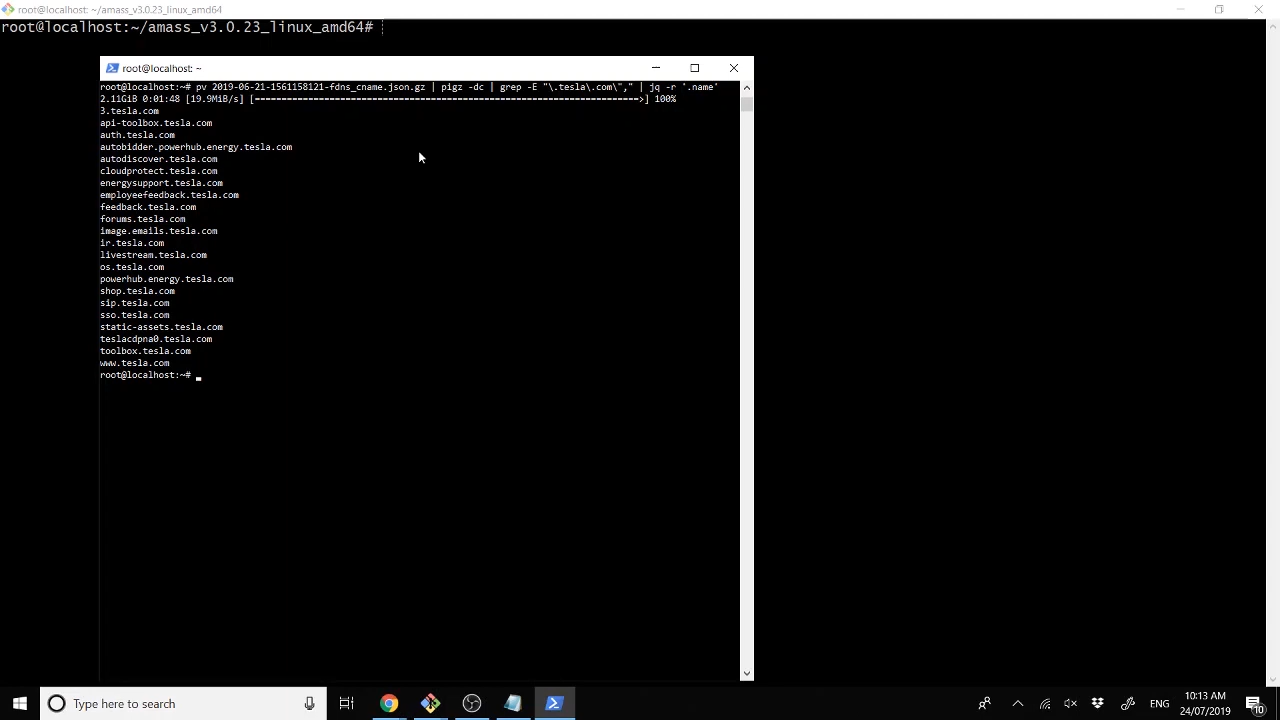 root@localhost: ~/amass_v3.0.23_linux_amd64
root@localhost:~/amass_v3.0.23_linux_amd64#
root@localhost: ~
root@localhost:~# pv 2019-06-21-1561158121-fdns_cname.json.gz | pigz -dc | grep -E "\.tesla\.com\"," | jq -r '.name'
2.11GiB 0:01:48 [19.9MiB/s] [========================================================================>] 100%
3.tesla.com
api-toolbox.tesla.com
auth.tesla.com
autobidder.powerhub.energy.tesla.com
autodiscover.tesla.com
cloudprotect.tesla.com
energysupport.tesla.com
employeefeedback.tesla.com
feedback.tesla.com
forums.tesla.com
image.emails.tesla.com
ir.tesla.com
livestream.tesla.com
os.tesla.com
powerhub.energy.tesla.com
shop.tesla.com
sip.tesla.com
sso.tesla.com
static-assets.tesla.com
teslacdpna0.tesla.com
toolbox.tesla.com
www.tesla.com
root@localhost:~#
Type here to search
ENG
10:13 AM
24/07/2019